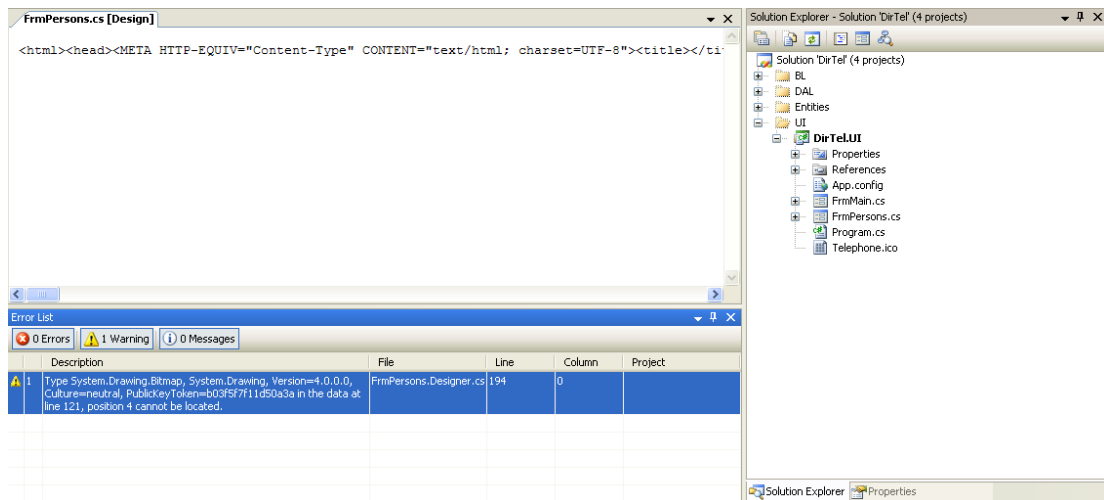 FrmPersons.cs [Design]
<html><head><META HTTP-EQUIV="Content-Type" CONTENT="text/html; charset=UTF-8"><title></ti
Error List
0 Errors
1 Warning
0 Messages
Description File Line Column Project
1 Type System.Drawing.Bitmap, System.Drawing, Version=4.0.0.0, FrmPersons.Designer.cs 194 0
Culture=neutral, PublicKeyToken=b03f5f7f11d50a3a in the data at
line 121, position 4 cannot be located.
Solution Explorer - Solution 'DirTel' (4 projects)
Solution 'DirTel' (4 projects)
BL
DAL
Entities
UI
DirTel.UI
Properties
References
App.config
FrmMain.cs
FrmPersons.cs
Program.cs
Telephone.ico
Solution Explorer Properties